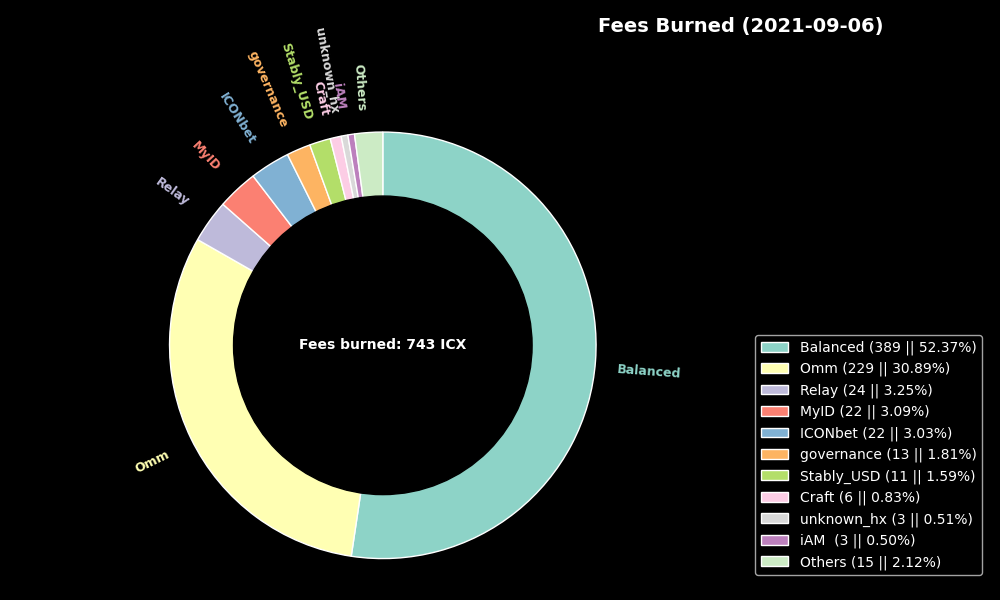 Fees Burned (2021-09-06)
unknown_hx
Stably_USD
governance
Others
Craft
iAM
ICONbet
MyID
Relay
Fees burned: 743 ICX
Balanced
Omm
Balanced (389 || 52.37%)
Omm (229 || 30.89%)
Relay (24 || 3.25%)
MyID (22 || 3.09%)
ICONbet (22 || 3.03%)
governance (13 || 1.81%)
Stably_USD (11 || 1.59%)
Craft (6 || 0.83%)
unknown_hx (3 || 0.51%)
iAM  (3 || 0.50%)
Others (15 || 2.12%)